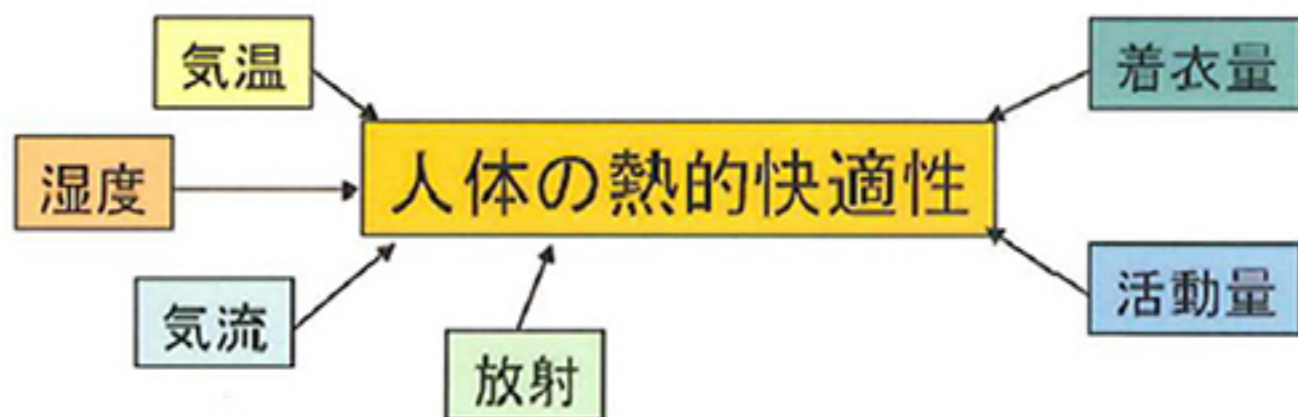 気温
着衣量
人体の熱的快適性
湿度
気流
活動量
放射